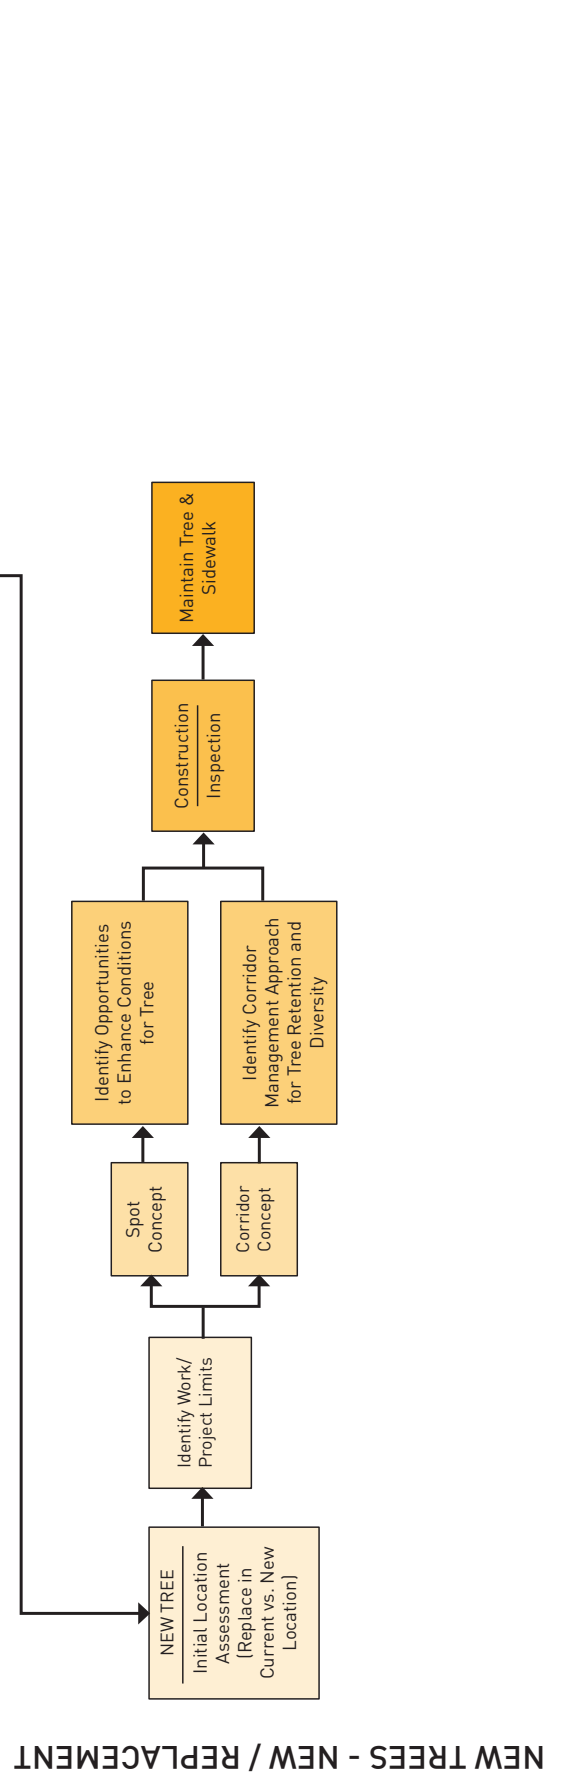 NEW TREES - NEW / REPLACEMENT
NEW TREE
Initial Location
Assessment
(Replace in
Current vs. New
Location)
Identify Work/
Project Limits
Spot
Concept
Corridor
Concept
Identify Opportunities
to Enhance Conditions
for Tree
Identify Corridor
Management Approach
for Tree Retention and
Diversity
Construction
Inspection
Maintain Tree &
Sidewalk